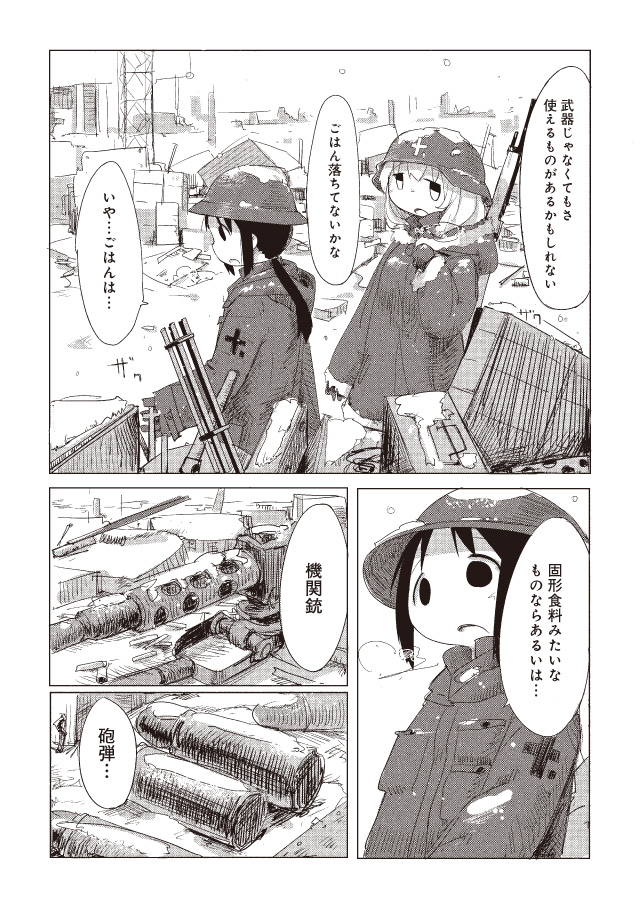 武器じゃなくてもさ
使えるものがあるかもしれない
ごはん落ちてないかな
いや…ごはんは…
ザク
ザク
固形食料みたいな
ものならあるいは…
機関銃
砲弾…